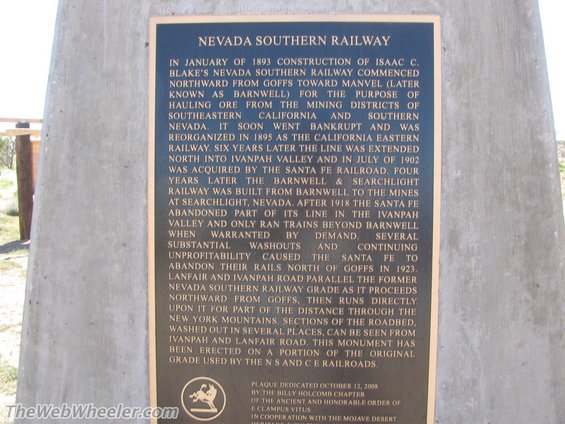 NEVADA SOUTHERN RAILWAY
IN JANUARY OF 1893 CONSTRUCTION OF ISAAC C.
BLAKE'S NEVADA SOUTHERN RAILWAY COMMENCED
NORTHWARD FROM GOFFS TOWARD MANVEL (LATER
KNOWN AS BARNWELL) FOR THE PURPOSE OF
HAULING ORE FROM THE MINING DISTRICTS OF
SOUTHEASTERN CALIFORNIA AND SOUTHERN
NEVADA. IT SOON WENT BANKRUPT AND WAS
REORGANIZED IN 1895 AS THE CALIFORNIA EASTERN
RAILWAY. SIX YEARS LATER THE LINE WAS EXTENDED
NORTH INTO IVANPAH VALLEY AND IN JULY OF 1902
WAS ACQUIRED BY THE SANTA FE RAILROAD. FOUR
YEARS LATER THE BARNWELL & SEARCHLIGHT
RAILWAY WAS BUILT FROM BARNWELL TO THE MINES
AT SEARCHLIGHT, NEVADA. AFTER 1918 THE SANTA FE
ABANDONED PART OF ITS LINE IN THE IVANPAH
VALLEY AND ONLY RAN TRAINS BEYOND BARNWELL
WHEN WARRANTED BY DEMAND. SEVERAL
SUBSTANTIAL WASHOUTS AND CONTINUING
UNPROFITABILITY CAUSED THE SANTA FE TO
ABANDON THEIR RAILS NORTH OF GOFFS IN 1923.
LANFAIR AND IVANPAH ROAD PARALLEL THE FORMER
NEVADA SOUTHERN RAILWAY GRADE AS IT PROCEEDS
NORTHWARD FROM GOFFS, THEN RUNS DIRECTLY
UPON IT FOR PART OF THE DISTANCE THROUGH THE
NEW YORK MOUNTAINS. SECTIONS OF THE ROADBED,
WASHED OUT IN SEVERAL PLACES, CAN BE SEEN FROM
IVANPAH AND LANFAIR ROAD. THIS MONUMENT HAS
BEEN ERECTED ON A PORTION OF THE ORIGINAL
GRADE USED BY THE N S AND C E RAILROADS.
PLAQUE DEDICATED OCTOBER 12, 2008
BY THE BILLY HOLCOMB CHAPTER
OF THE ANCIENT AND HONORABLE ORDER OF
E CLAMPUS VITUS
IN COOPERATION WITH THE MOJAVE DESERT
TheWebWheeler.com